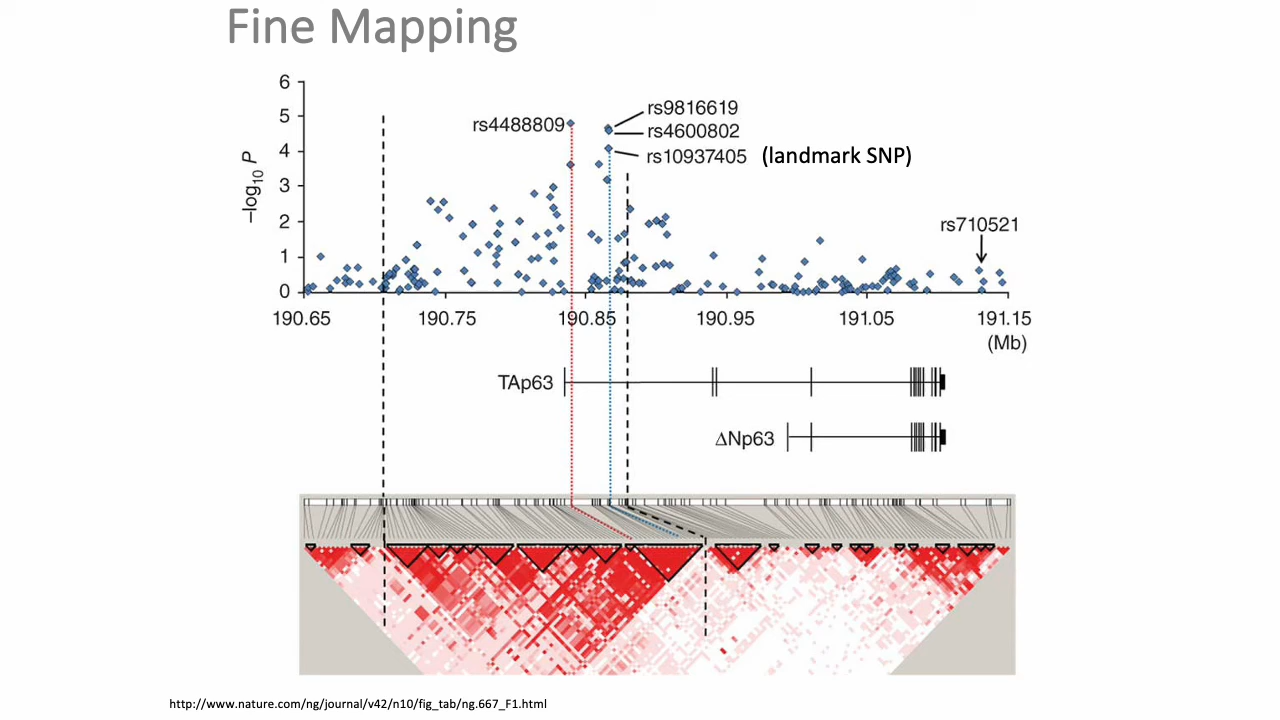 Fine Mapping
6
5
4
3
2
1
0
–log10 P
rs4488809
rs9816619
rs4600802
rs10937405 (landmark SNP)
rs710521
190.65 190.75 190.85 190.95 191.05 191.15
(Mb)
TAp63
ΔNp63
http://www.nature.com/ng/journal/v42/n10/fig_tab/ng.667_F1.html